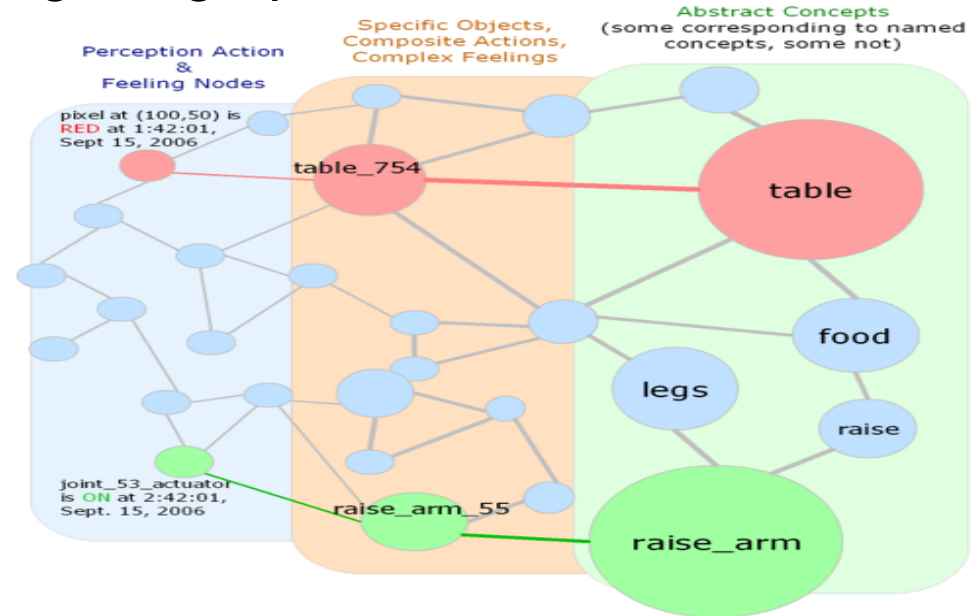 Perception Action
&
Feeling Nodes
Specific Objects,
Composite Actions,
Complex Feelings
Abstract Concepts
(some corresponding to named
concepts, some not)
pixel at (100,50) is
RED at 1:42:01,
Sept 15, 2006
table_754
table
food
legs
raise
joint_53_actuator
is ON at 2:42:01,
Sept. 15, 2006
raise_arm_55
raise_arm